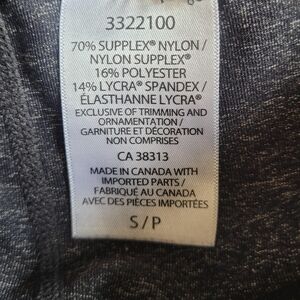 3322100
70% SUPPLEX® NYLON /
NYLON SUPPLEX®
16% POLYESTER
14% LYCRA® SPANDEX /
ÉLASTHANNE LYCRA®
EXCLUSIVE OF TRIMMING AND
ORNAMENTATION /
GARNITURE ET DÉCORATION
NON COMPRISES
CA 38313
MADE IN CANADA WITH
IMPORTED PARTS /
FABRIQUÉ AU CANADA
AVEC DES PIÈCES IMPORTÉES
S / P